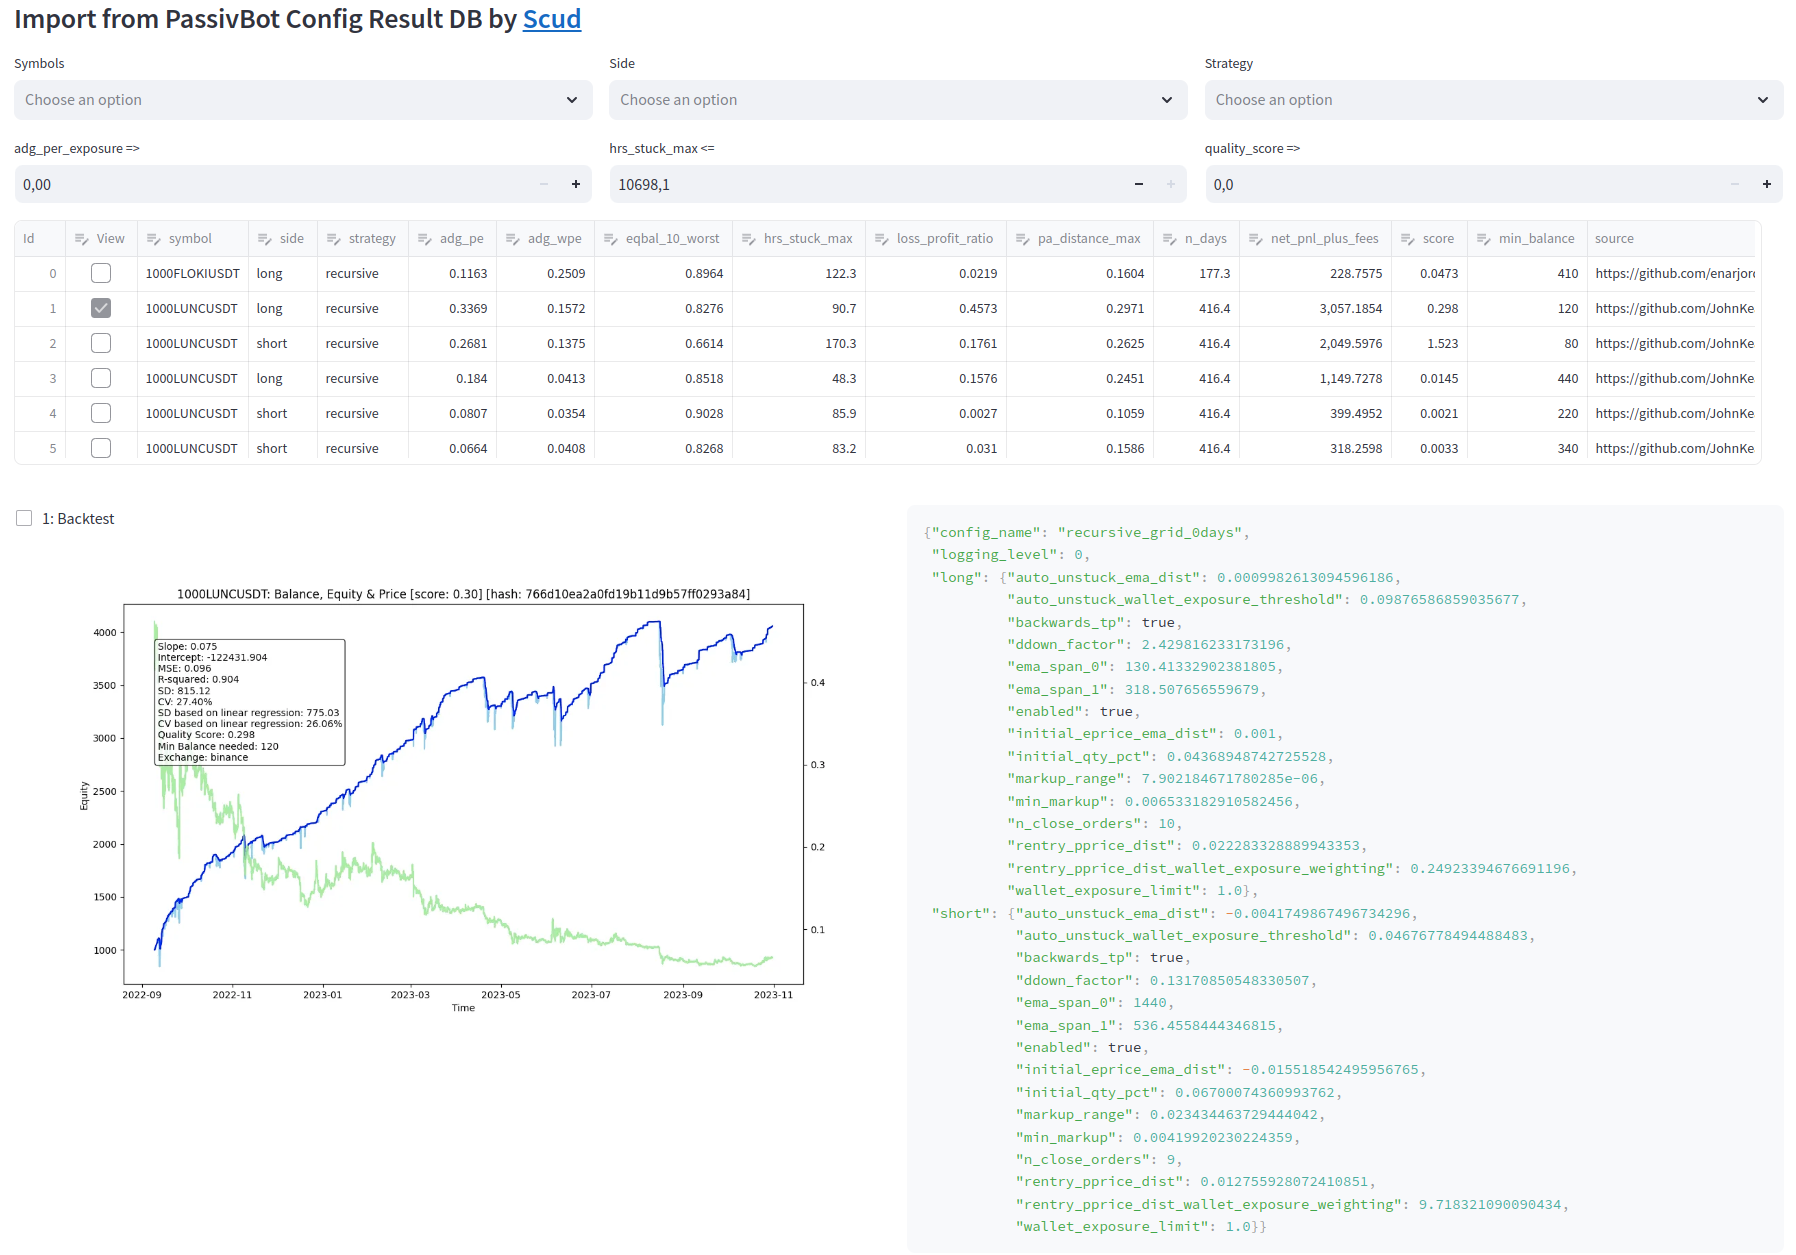 Import from PassivBot Config Result DB by Scud
Symbols Side Strategy
Choose an option Choose an option Choose an option
adg_per_exposure => hrs_stuck_max <= quality_score =>
0,00 − + 10698,1 − + 0,0 − +
Id View symbol side strategy adg_pe adg_wpe eqbal_10_worst hrs_stuck_max loss_profit_ratio pa_distance_max n_days net_pnl_plus_fees score min_balance source
0 1000FLOKIUSDT long recursive 0.1163 0.2509 0.8964 122.3 0.0219 0.1604 177.3 228.7575 0.0473 410 https://github.com/enarjord
1 1000LUNCUSDT long recursive 0.3369 0.1572 0.8276 90.7 0.4573 0.2971 416.4 3,057.1854 0.298 120 https://github.com/JohnKe
2 1000LUNCUSDT short recursive 0.2681 0.1375 0.6614 170.3 0.1761 0.2625 416.4 2,049.5976 1.523 80 https://github.com/JohnKe
3 1000LUNCUSDT long recursive 0.184 0.0413 0.8518 48.3 0.1576 0.2451 416.4 1,149.7278 0.0145 440 https://github.com/JohnKe
4 1000LUNCUSDT short recursive 0.0807 0.0354 0.9028 85.9 0.0027 0.1059 416.4 399.4952 0.0021 220 https://github.com/JohnKe
5 1000LUNCUSDT short recursive 0.0664 0.0408 0.8268 83.2 0.031 0.1586 416.4 318.2598 0.0033 340 https://github.com/JohnKe
1: Backtest
1000LUNCUSDT: Balance, Equity & Price [score: 0.30] [hash: 766d10ea2a0fd19b11d9b57ff0293a84]
Slope: 0.075
Intercept: -122431.904
MSE: 0.096
R-squared: 0.904
SD: 815.12
CV: 27.40%
SD based on linear regression: 775.03
CV based on linear regression: 26.06%
Quality Score: 0.298
Min Balance needed: 120
Exchange: binance
Equity
4000
3500
3000
2500
2000
1500
1000
0.4
0.3
0.2
0.1
2022-09 2022-11 2023-01 2023-03 2023-05 2023-07 2023-09 2023-11
Time
{"config_name": "recursive_grid_0days",
"logging_level": 0,
"long": {"auto_unstuck_ema_dist": 0.0009982613094596186,
"auto_unstuck_wallet_exposure_threshold": 0.09876586859035677,
"backwards_tp": true,
"ddown_factor": 2.429816233173196,
"ema_span_0": 130.41332902381805,
"ema_span_1": 318.507656559679,
"enabled": true,
"initial_eprice_ema_dist": 0.001,
"initial_qty_pct": 0.04368948742725528,
"markup_range": 7.902184671780285e-06,
"min_markup": 0.006533182910582456,
"n_close_orders": 10,
"rentry_pprice_dist": 0.022283328889943353,
"rentry_pprice_dist_wallet_exposure_weighting": 0.24923394676691196,
"wallet_exposure_limit": 1.0},
"short": {"auto_unstuck_ema_dist": -0.0041749867496734296,
"auto_unstuck_wallet_exposure_threshold": 0.04676778494488483,
"backwards_tp": true,
"ddown_factor": 0.13170850548330507,
"ema_span_0": 1440,
"ema_span_1": 536.4558444346815,
"enabled": true,
"initial_eprice_ema_dist": -0.015518542495956765,
"initial_qty_pct": 0.06700074360993762,
"markup_range": 0.023434463729444042,
"min_markup": 0.00419920230224359,
"n_close_orders": 9,
"rentry_pprice_dist": 0.012755928072410851,
"rentry_pprice_dist_wallet_exposure_weighting": 9.718321090090434,
"wallet_exposure_limit": 1.0}}